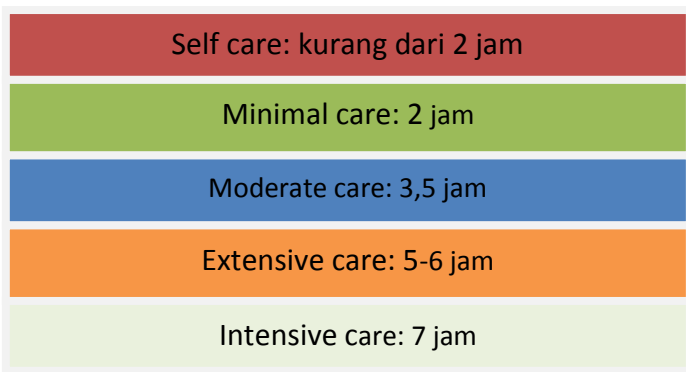 Self care: kurang dari 2 jam
Minimal care: 2 jam
Moderate care: 3,5 jam
Extensive care: 5-6 jam
Intensive care: 7 jam